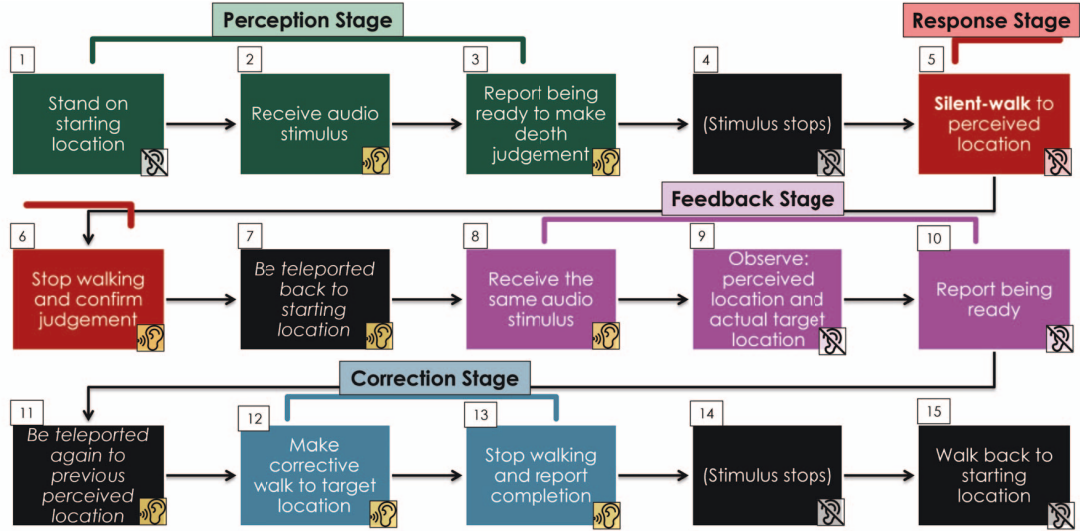 Perception Stage
Response Stage
1
Stand on
starting
location
2
Receive audio
stimulus
3
Report being
ready to make
depth
judgement
4
(Stimulus stops)
5
Silent-walk to
perceived
location
Feedback Stage
6
Stop walking
and confirm
judgement
7
Be teleported
back to
starting
location
8
Receive the
same audio
stimulus
9
Observe:
perceived
location and
actual target
location
10
Report being
ready
Correction Stage
11
Be teleported
again to
previous
perceived
location
12
Make
corrective
walk to target
location
13
Stop walking
and report
completion
14
(Stimulus stops)
15
Walk back to
starting
location